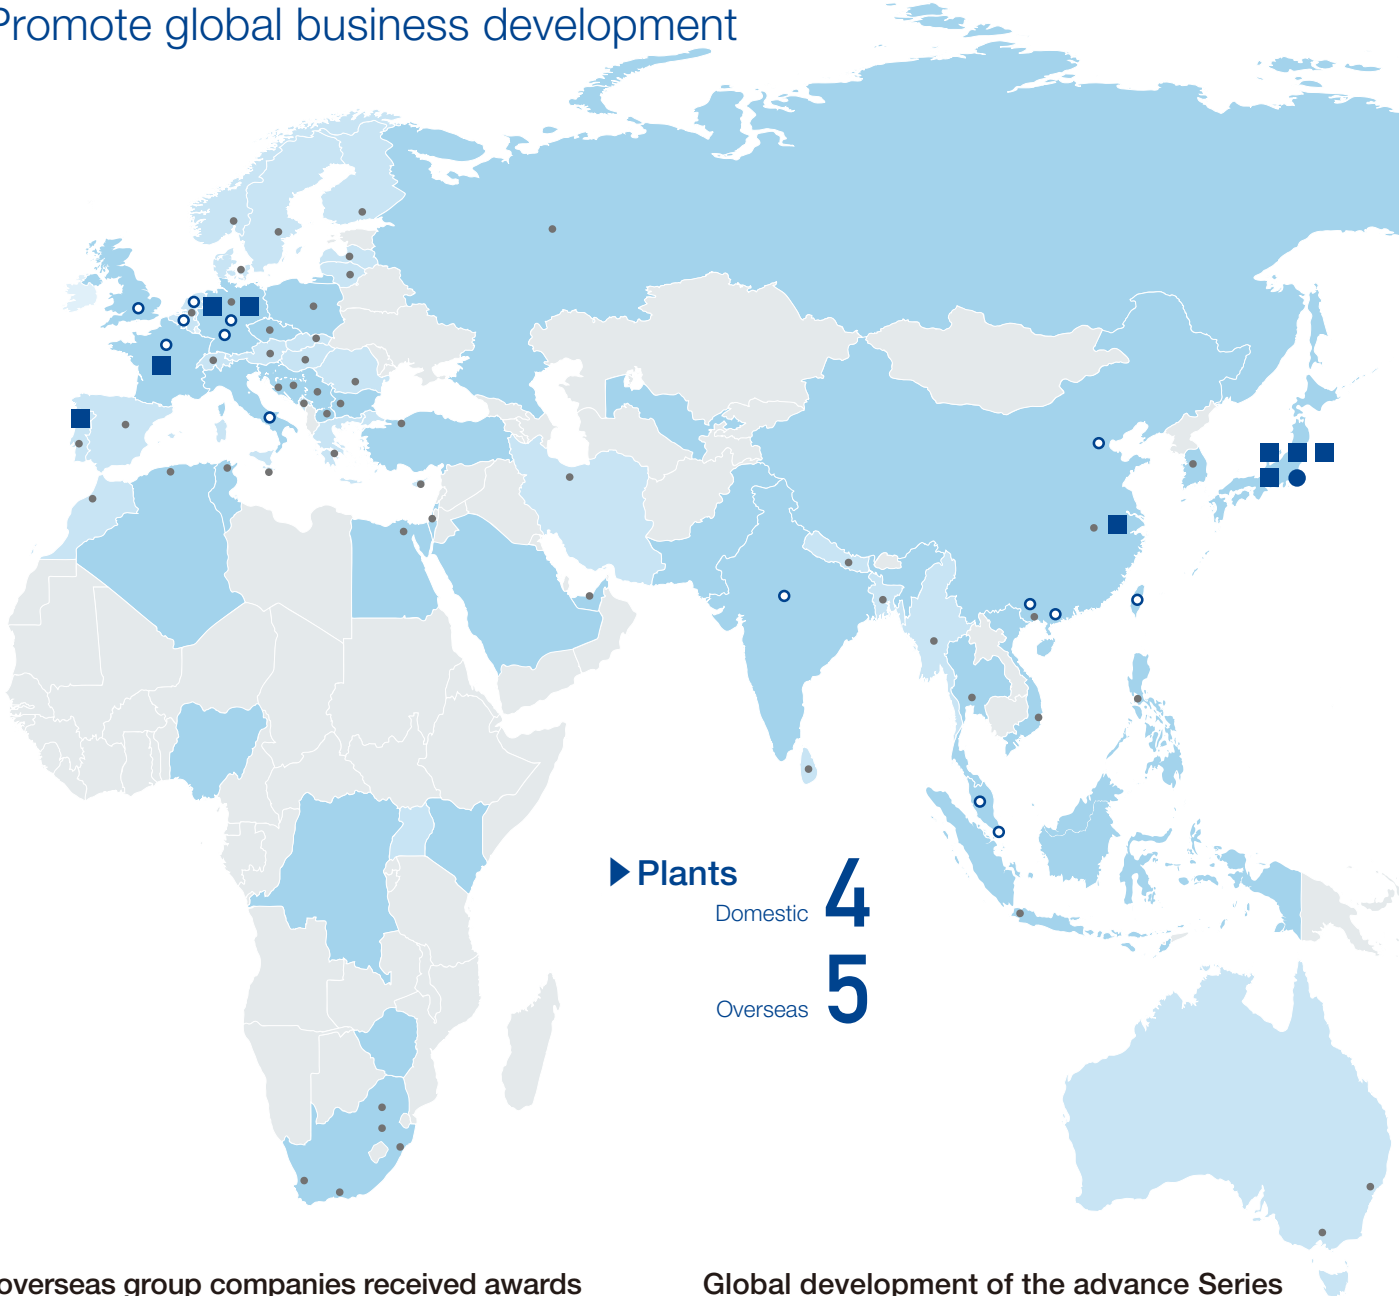 Promote global business development
Plants
Domestic 4
Overseas 5
overseas group companies received awards
Global development of the advance Series